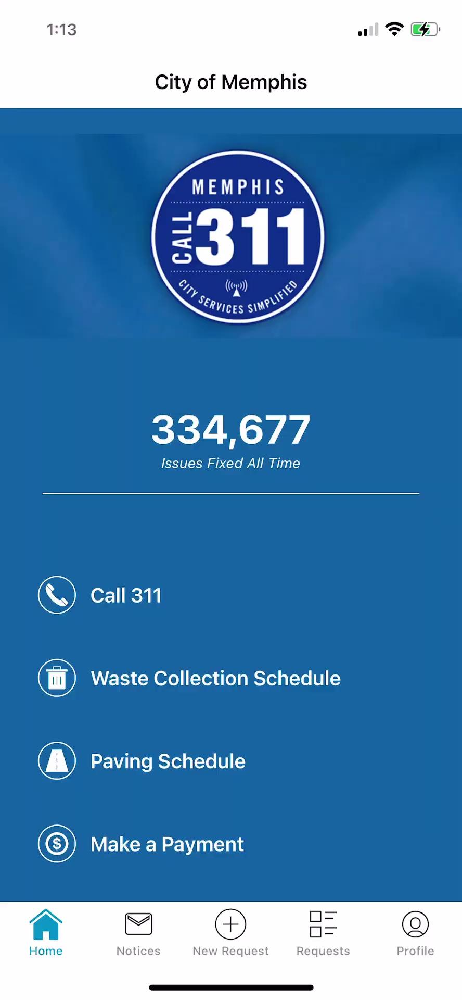 1:13
City of Memphis
MEMPHIS
CALL
311
CITY SERVICES SIMPLIFIED
334,677
Issues Fixed All Time
Call 311
Waste Collection Schedule
Paving Schedule
$
Make a Payment
Home
Notices
New Request
Requests
Profile